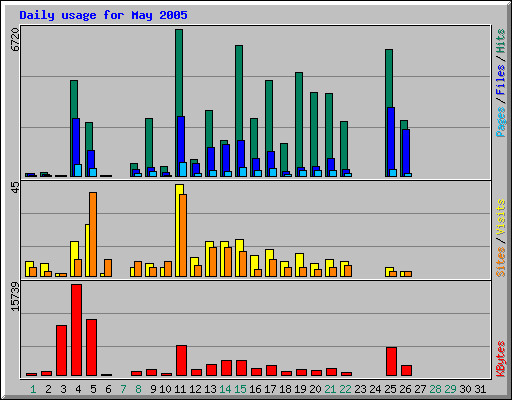 Daily usage for May 2005
6720
Pages / Files / Hits
45
Sites / Visits
15739
KBytes
1 2 3 4 5 6 7 8 9 10 11 12 13 14 15 16 17 18 19 20 21 22 23 24 25 26 27 28 29 30 31